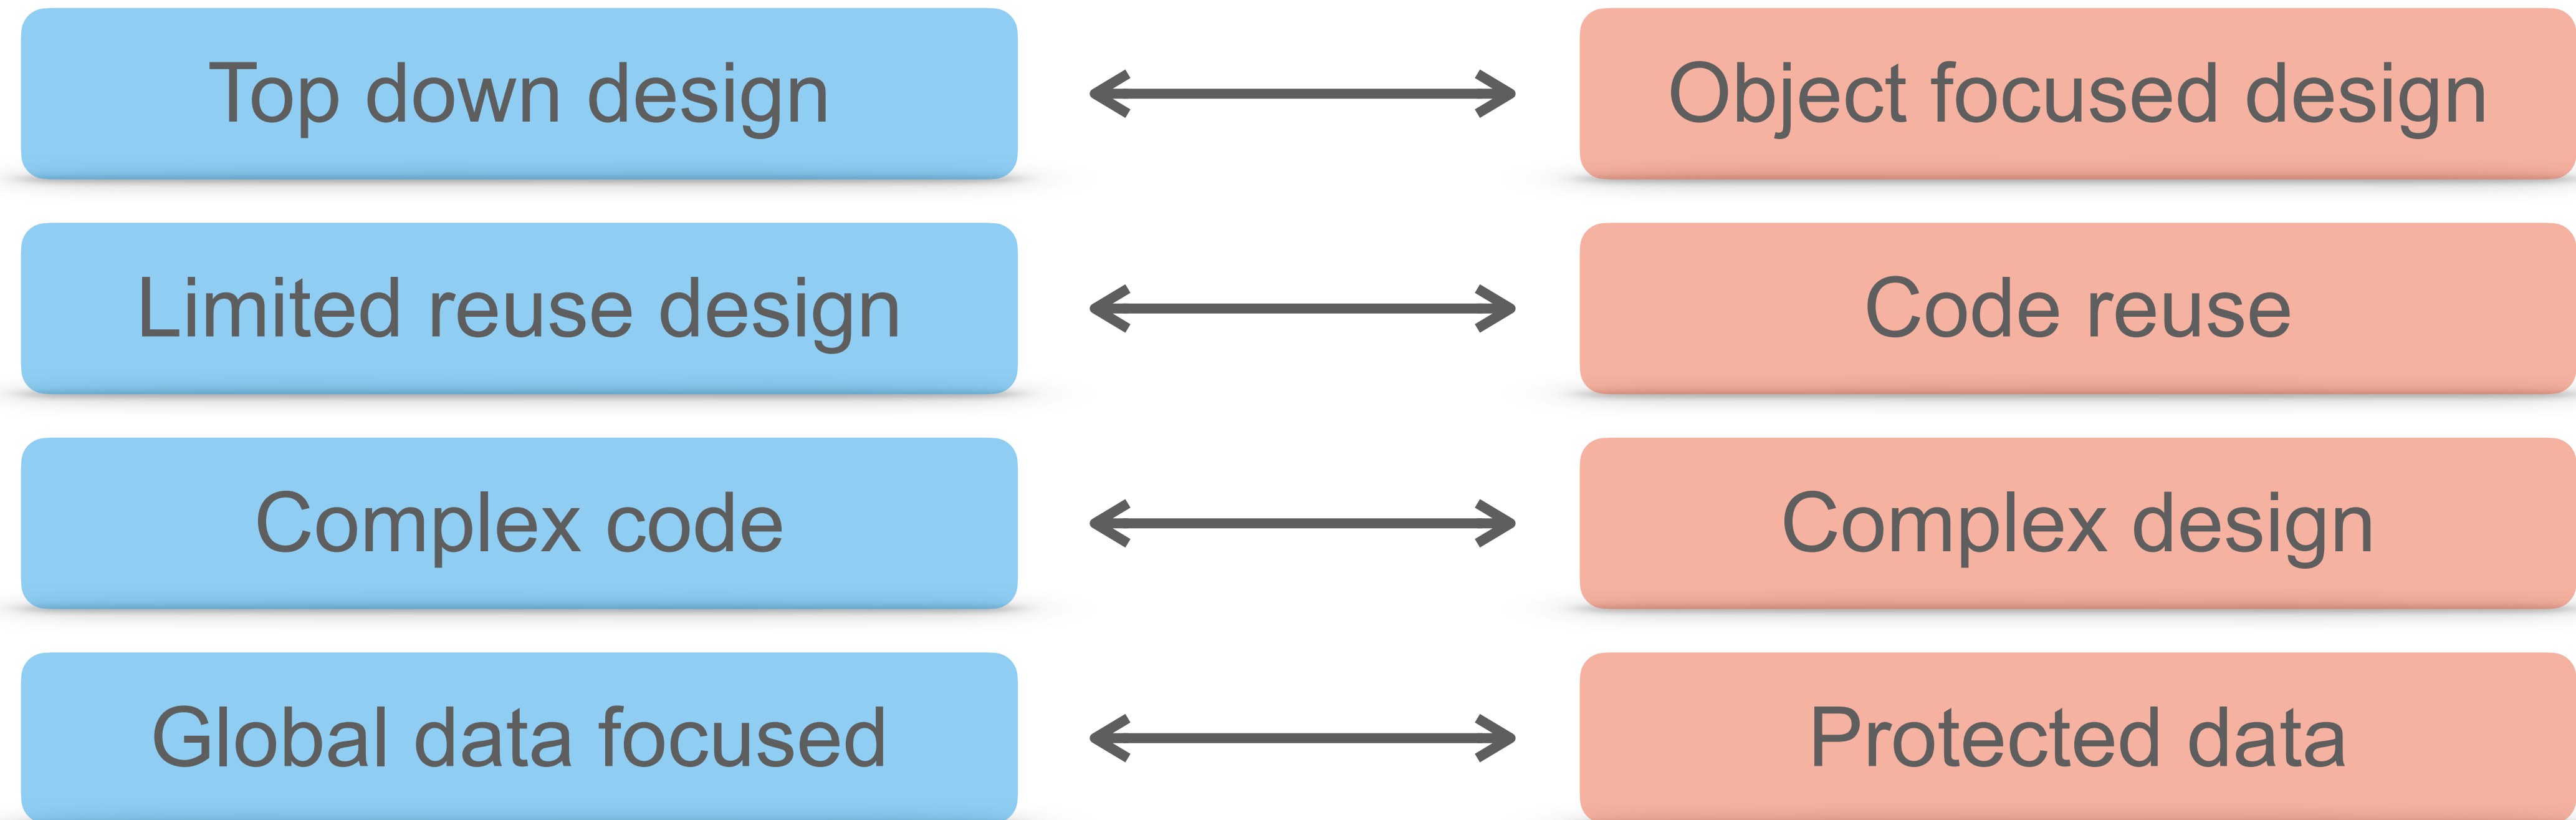 Top down design
Object focused design
Limited reuse design
Code reuse
Complex code
Complex design
Global data focused
Protected data